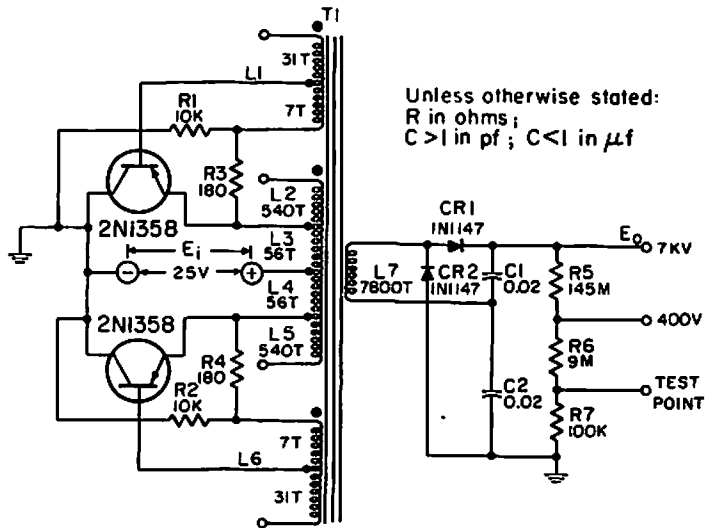 T1
31T
L1
7T
R1
10K
R3
180
2N1358
L2
540T
L3
56T
Ei
− 25V +
L4
56T
2N1358
L5
540T
R4
180
R2
10K
7T
L6
31T
Unless otherwise stated:
R in ohms;
C >1 in pf ; C<1 in μf
CR1
1N1147
L7
7800T
CR2
1N1147
C1
0.02
Eo
7KV
R5
145M
400V
R6
9M
C2
0.02
TEST
POINT
R7
100K